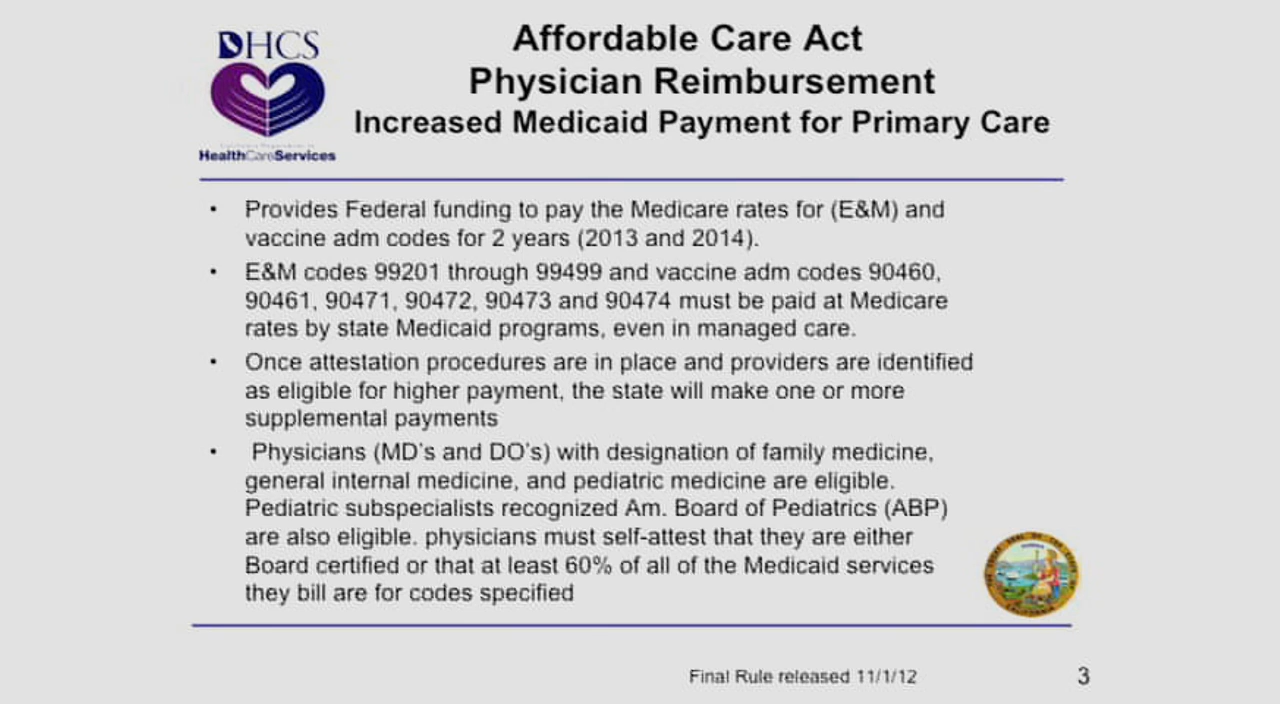 DHCS
HealthCareServices
Affordable Care Act
Physician Reimbursement
Increased Medicaid Payment for Primary Care
• Provides Federal funding to pay the Medicare rates for (E&M) and
vaccine adm codes for 2 years (2013 and 2014).
• E&M codes 99201 through 99499 and vaccine adm codes 90460,
90461, 90471, 90472, 90473 and 90474 must be paid at Medicare
rates by state Medicaid programs, even in managed care.
• Once attestation procedures are in place and providers are identified
as eligible for higher payment, the state will make one or more
supplemental payments
• Physicians (MD's and DO's) with designation of family medicine,
general internal medicine, and pediatric medicine are eligible.
Pediatric subspecialists recognized Am. Board of Pediatrics (ABP)
are also eligible. physicians must self-attest that they are either
Board certified or that at least 60% of all of the Medicaid services
they bill are for codes specified
Final Rule released 11/1/12
3